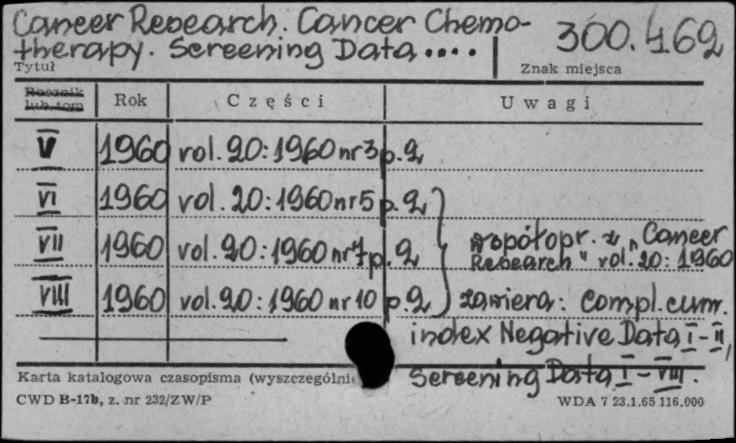 Cancer Research. Cancer Chemo-
therapy. Screening Data....
300.462
Tytuł
Znak miejsca
Rocznik lub tom Rok Części Uwagi
V 1960 vol. 20: 1960 nr 3 p. 2
VI 1960 vol. 20: 1960 nr 5 p. 2
VII 1960 vol. 20: 1960 nr 7 p. 2 współopr. z „Cancer
Research" vol. 20: 1960
VIII 1960 vol. 20: 1960 nr 10 p. 2 zawiera: Compl. cum.
index Negative Data I-II,
Screening Data I-VIII.
Karta katalogowa czasopisma (wyszczególni
CWD B-17b, z. nr 232/ZW/P
WDA 7 23.1.65 116.000